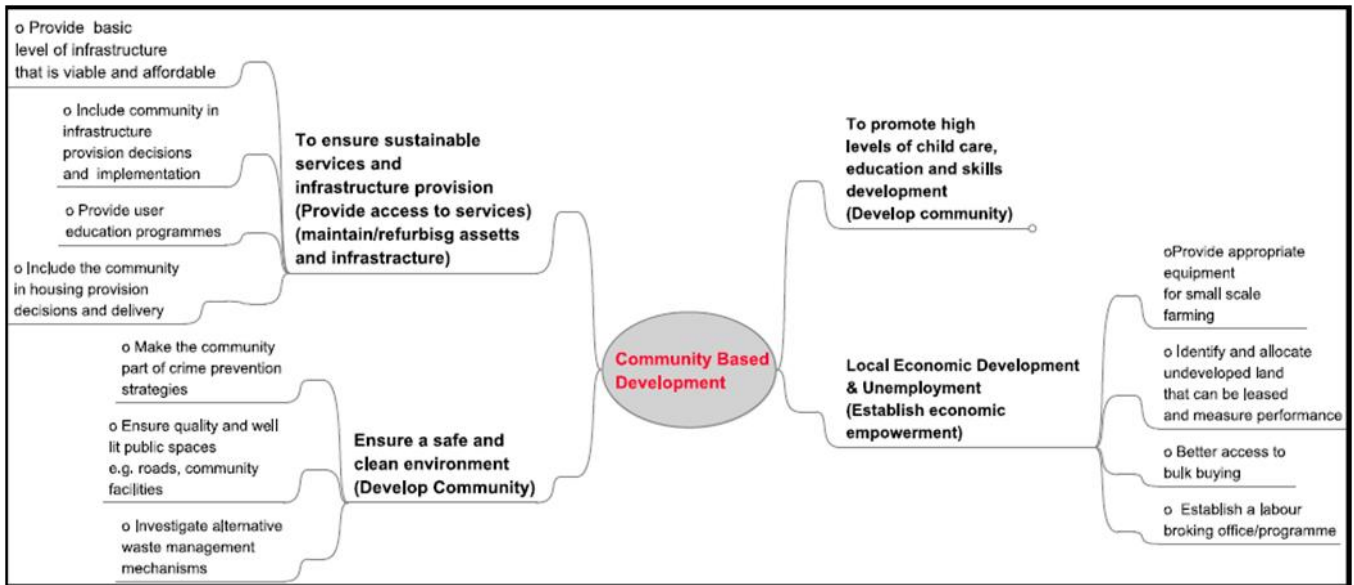 o Provide basic
level of infrastructure
that is viable and affordable
o Include community in
infrastructure
provision decisions
and implementation
o Provide user
education programmes
o Include the community
in housing provision
decisions and delivery
To ensure sustainable
services and
infrastructure provision
(Provide access to services)
(maintain/refurbisg assetts
and infrastracture)
o Make the community
part of crime prevention
strategies
o Ensure quality and well
lit public spaces
e.g. roads, community
facilities
o Investigate alternative
waste management
mechanisms
Ensure a safe and
clean environment
(Develop Community)
Community Based
Development
To promote high
levels of child care,
education and skills
development
(Develop community)
Local Economic Development
& Unemployment
(Establish economic
empowerment)
oProvide appropriate
equipment
for small scale
farming
o Identify and allocate
undeveloped land
that can be leased
and measure performance
o Better access to
bulk buying
o Establish a labour
broking office/programme